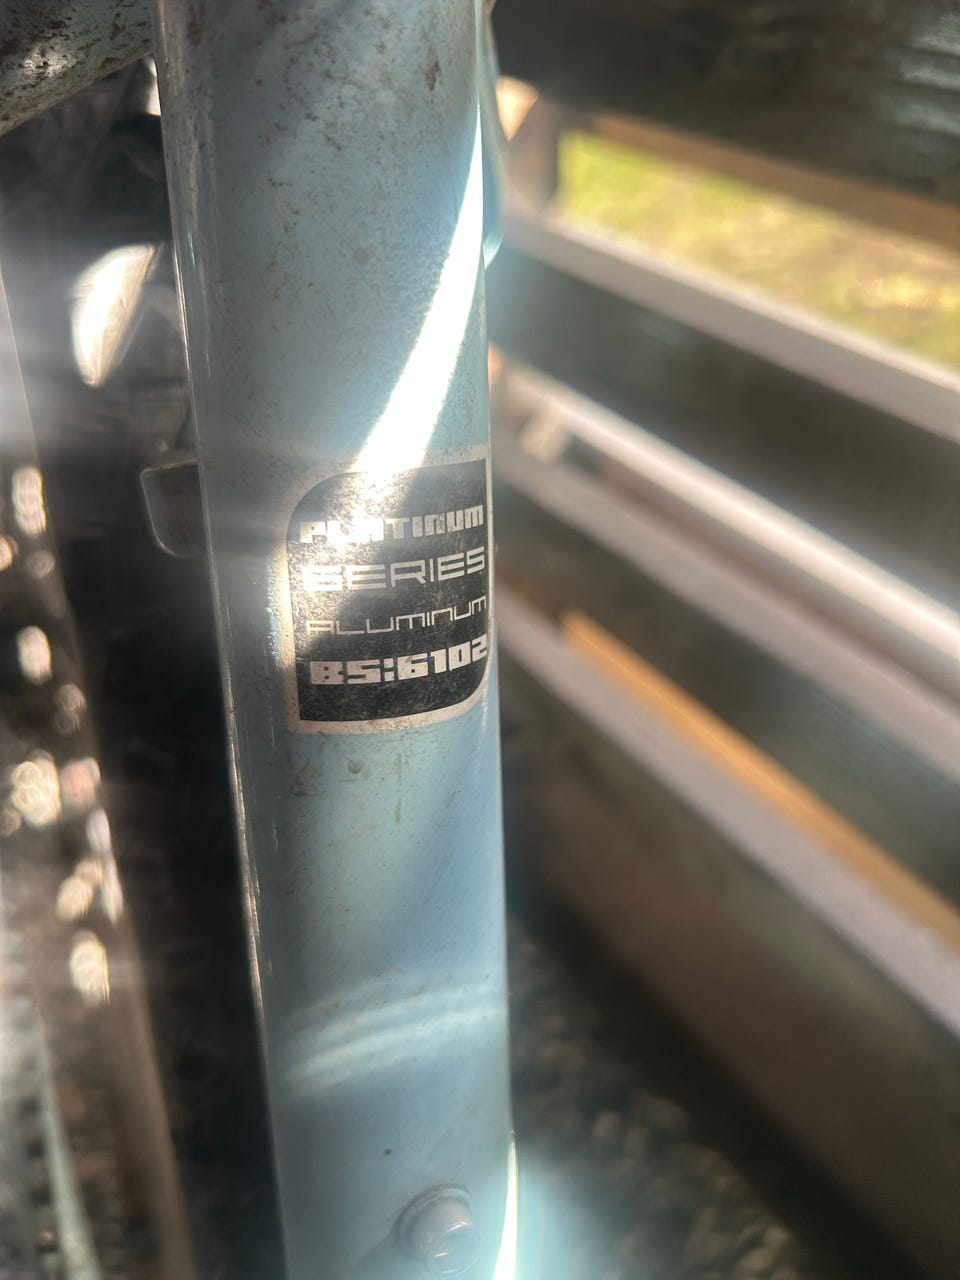 PLATINUM
SERIES
ALUMINUM
BS:6102